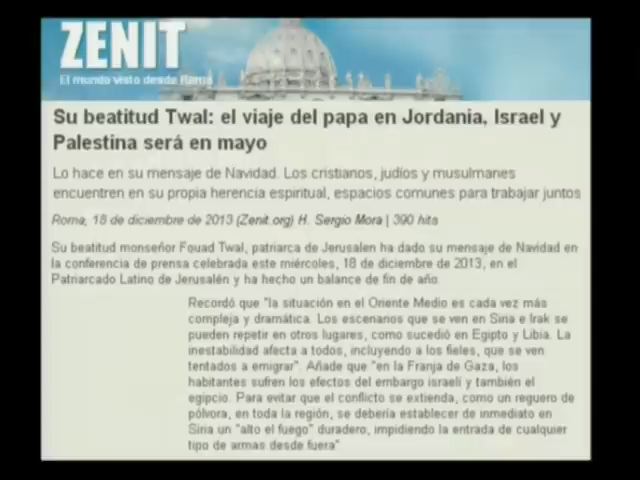 ZENIT
El mundo visto desde Roma
Su beatitud Twal: el viaje del papa en Jordania, Israel y
Palestina será en mayo
Lo hace en su mensaje de Navidad. Los cristianos, judíos y musulmanes
encuentren en su propia herencia espiritual, espacios comunes para trabajar juntos
Roma, 18 de diciembre de 2013 (Zenit.org) H. Sergio Mora | 390 hits
Su beatitud monseñor Fouad Twal, patriarca de Jerusalen ha dado su mensaje de Navidad en
la conferencia de prensa celebrada este miércoles, 18 de diciembre de 2013, en el
Patriarcado Latino de Jerusalén y ha hecho un balance de fin de año.
Recordó que "la situación en el Oriente Medio es cada vez más
compleja y dramática. Los escenarios que se ven en Siria e Irak se
pueden repetir en otros lugares, como sucedió en Egipto y Libia. La
inestabilidad afecta a todos, incluyendo a los fieles, que se ven
tentados a emigrar". Añade que "en la Franja de Gaza, los
habitantes sufren los efectos del embargo israelí y también el
egipcio. Para evitar que el conflicto se extienda, como un reguero de
pólvora, en toda la región, se debería establecer de inmediato en
Siria un "alto el fuego" duradero, impidiendo la entrada de cualquier
tipo de armas desde fuera"